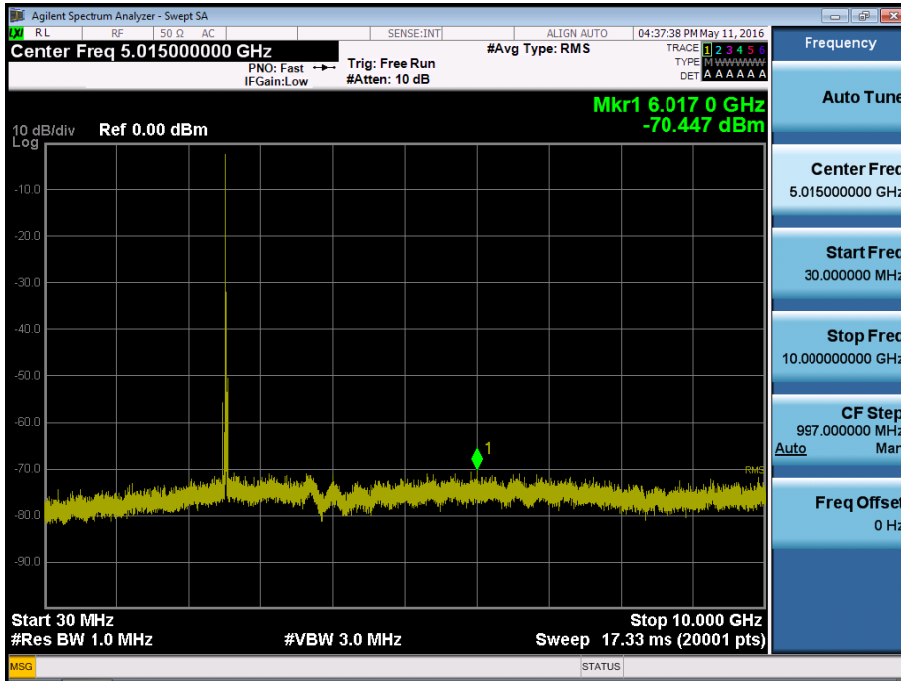 Agilent Spectrum Analyzer - Swept SA
LXI RL RF 50 Ω AC SENSE:INT ALIGN AUTO 04:37:38 PM May 11, 2016
Center Freq 5.015000000 GHz
PNO: Fast
IFGain:Low
Trig: Free Run
#Atten: 10 dB
#Avg Type: RMS
TRACE 1 2 3 4 5 6
TYPE M WWWWW
DET A A A A A A
Mkr1 6.017 0 GHz
-70.447 dBm
10 dB/div Ref 0.00 dBm
Log
-10.0
-20.0
-30.0
-40.0
-50.0
-60.0
-70.0
-80.0
-90.0
1
RMS
Start 30 MHz Stop 10.000 GHz
#Res BW 1.0 MHz #VBW 3.0 MHz Sweep 17.33 ms (20001 pts)
MSG STATUS
Frequency
Auto Tune
Center Freq
5.015000000 GHz
Start Freq
30.000000 MHz
Stop Freq
10.000000000 GHz
CF Step
997.000000 MHz
Auto Man
Freq Offset
0 Hz